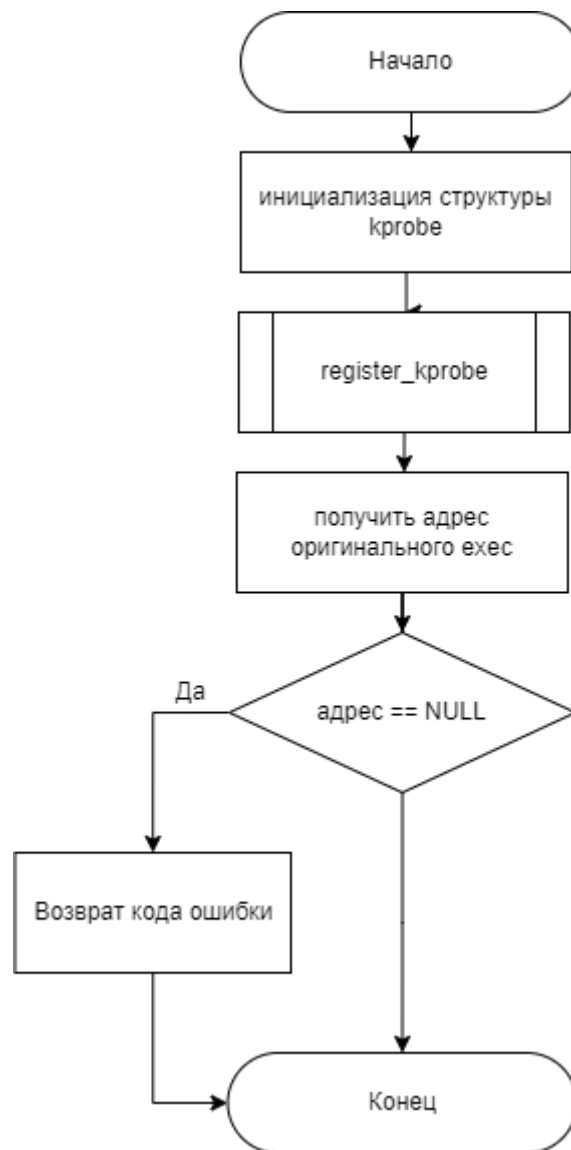 Начало
инициализация структуры
kprobe
register_kprobe
получить адрес
оригинального exec
адрес == NULL
Да
Возврат кода ошибки
Конец